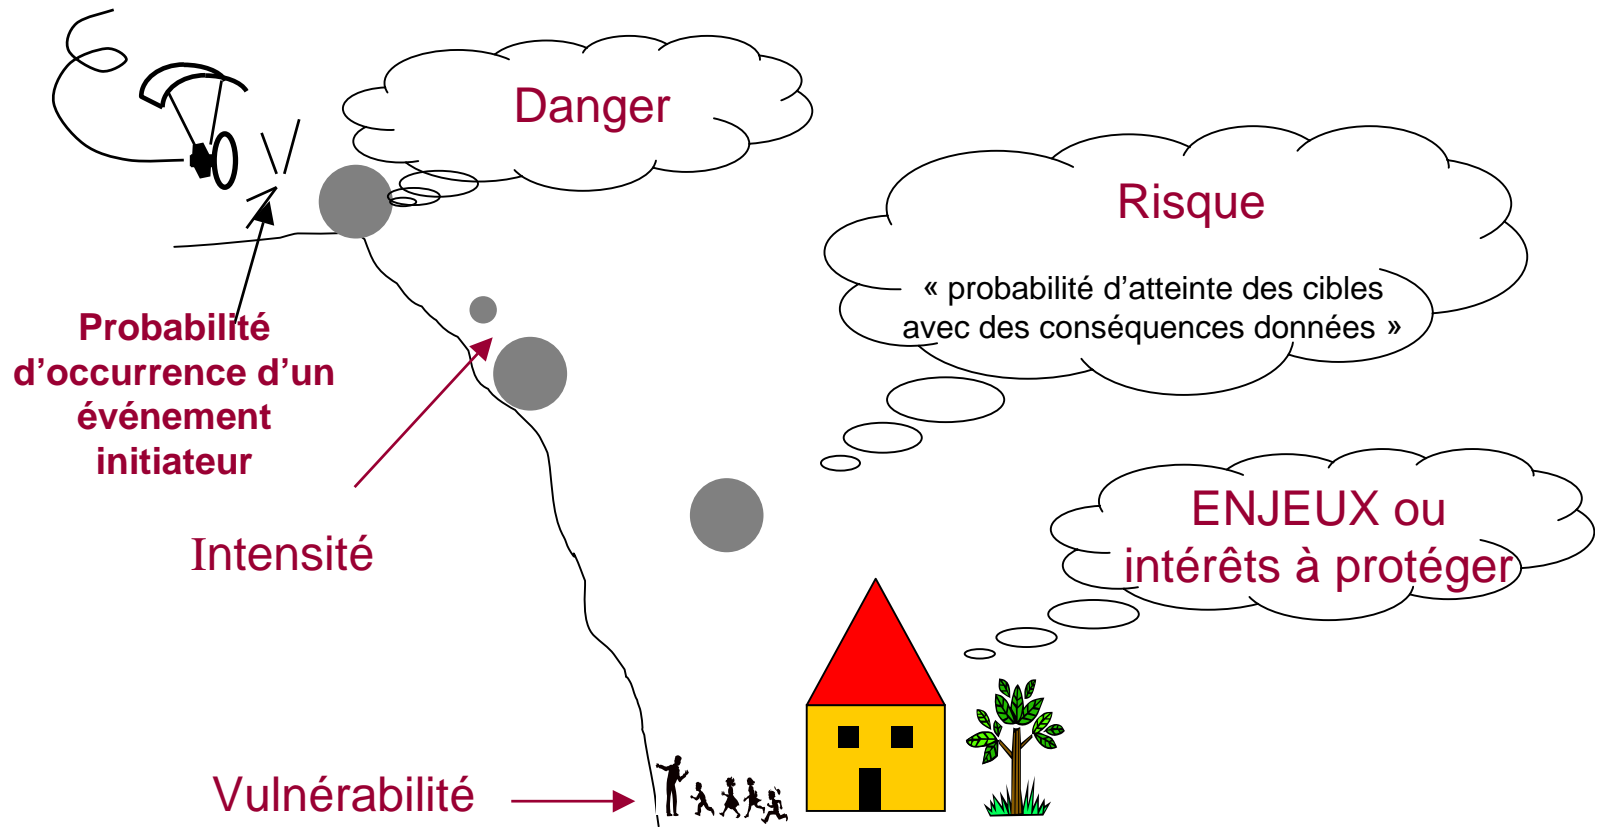 Danger
Risque
« probabilité d'atteinte des cibles
avec des conséquences données »
Probabilité
d'occurrence d'un
événement
initiateur
Intensité
ENJEUX ou
intérêts à protéger
Vulnérabilité